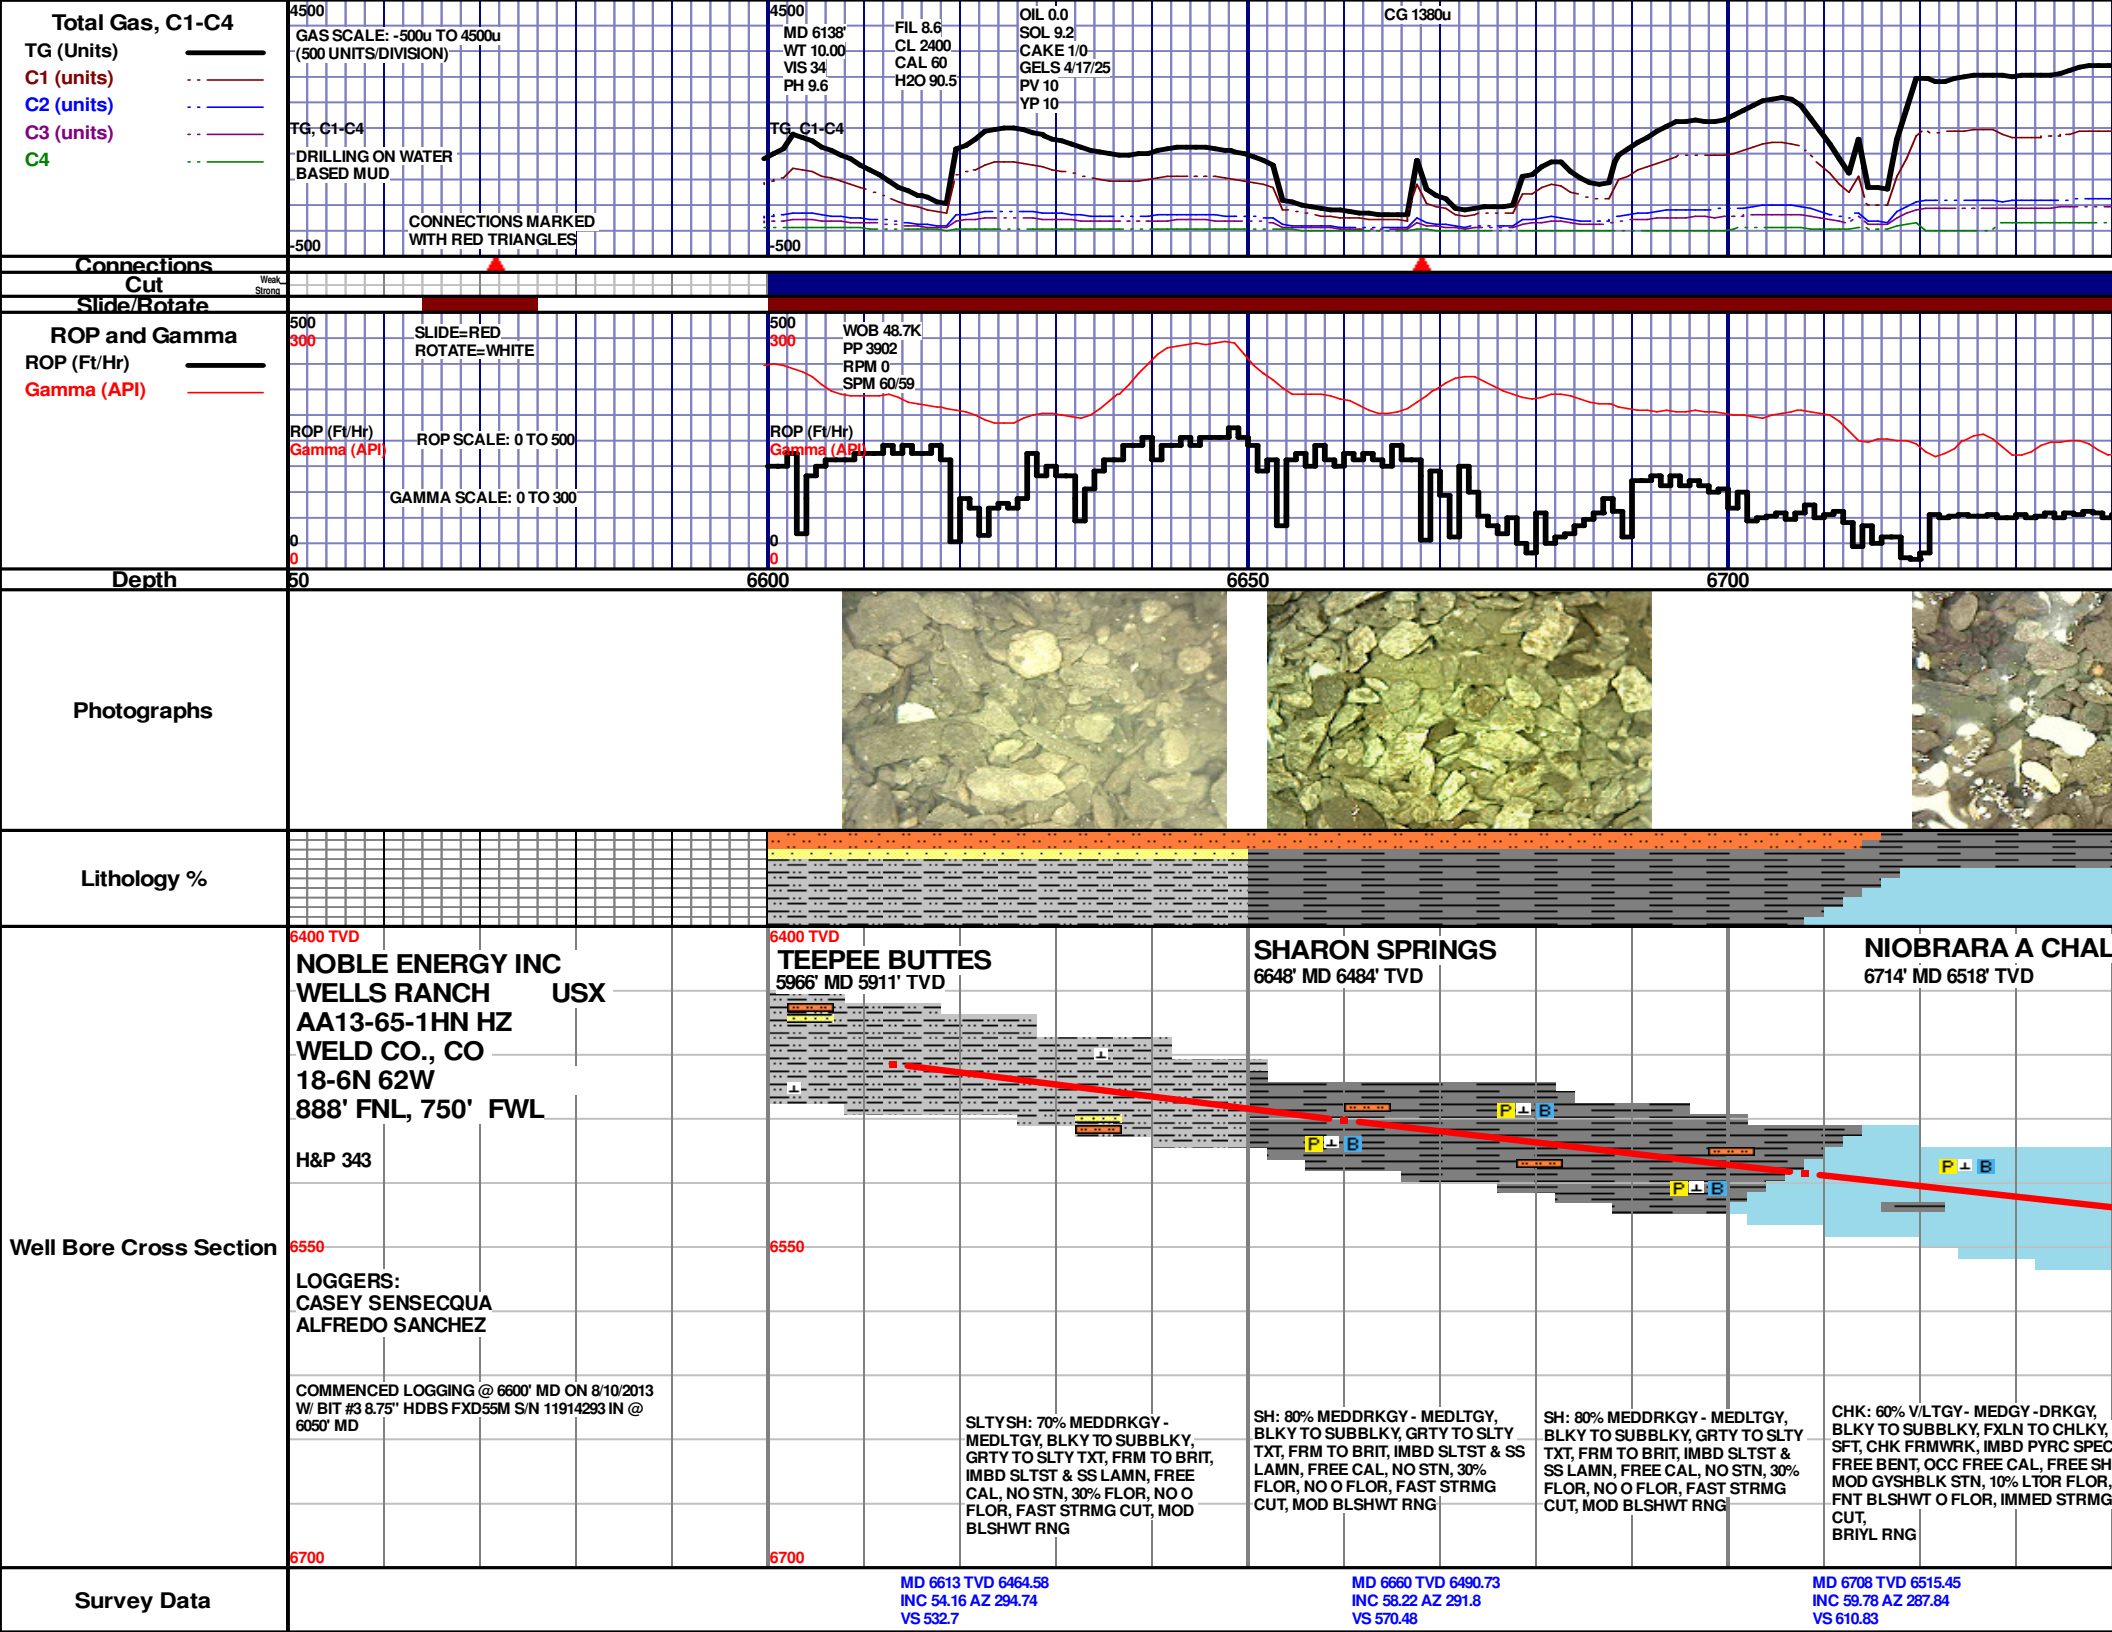 Total Gas, C1-C4
TG (Units)
C1 (units)
C2 (units)
C3 (units)
C4
4500
GAS SCALE: -500u TO 4500u
(500 UNITS/DIVISION)
TG, C1-C4
DRILLING ON WATER
BASED MUD
CONNECTIONS MARKED
WITH RED TRIANGLES
-500
4500
MD 6138'
WT 10.00
VIS 34
PH 9.6
FIL 8.6
CL 2400
CAL 60
H2O 90.5
OIL 0.0
SOL 9.2
CAKE 1/0
GELS 4/17/25
PV 10
YP 10
CG 1380u
TG, C1-C4
-500
Connections
Cut
Weak
Strong
Slide/Rotate
ROP and Gamma
ROP (Ft/Hr)
Gamma (API)
500
300
SLIDE=RED
ROTATE=WHITE
ROP (Ft/Hr)
Gamma (API)
ROP SCALE: 0 TO 500
GAMMA SCALE: 0 TO 300
0
0
500
300
WOB 48.7K
PP 3902
RPM 0
SPM 60/59
ROP (Ft/Hr)
Gamma (API)
0
0
Depth
50
6600
6650
6700
Photographs
Lithology %
Well Bore Cross Section
6400 TVD
NOBLE ENERGY INC
WELLS RANCH USX
AA13-65-1HN HZ
WELD CO., CO
18-6N 62W
888' FNL, 750' FWL
H&P 343
6550
LOGGERS:
CASEY SENSECQUA
ALFREDO SANCHEZ
COMMENCED LOGGING @ 6600' MD ON 8/10/2013
W/ BIT #3 8.75" HDBS FXD55M S/N 11914293 IN @
6050' MD
6700
6400 TVD
TEEPEE BUTTES
5966' MD 5911' TVD
SHARON SPRINGS
6648' MD 6484' TVD
NIOBRARA A CHAL
6714' MD 6518' TVD
P B
P B
P B
P B
6550
SLTYSH: 70% MEDDRKGY -
MEDLTGY, BLKY TO SUBBLKY,
GRTY TO SLTY TXT, FRM TO BRIT,
IMBD SLTST & SS LAMN, FREE
CAL, NO STN, 30% FLOR, NO O
FLOR, FAST STRMG CUT, MOD
BLSHWT RNG
SH: 80% MEDDRKGY - MEDLTGY,
BLKY TO SUBBLKY, GRTY TO SLTY
TXT, FRM TO BRIT, IMBD SLTST & SS
LAMN, FREE CAL, NO STN, 30%
FLOR, NO O FLOR, FAST STRMG
CUT, MOD BLSHWT RNG
SH: 80% MEDDRKGY - MEDLTGY,
BLKY TO SUBBLKY, GRTY TO SLTY
TXT, FRM TO BRIT, IMBD SLTST &
SS LAMN, FREE CAL, NO STN, 30%
FLOR, NO O FLOR, FAST STRMG
CUT, MOD BLSHWT RNG
CHK: 60% V/LTGY - MEDGY -DRKGY,
BLKY TO SUBBLKY, FXLN TO CHLKY,
SFT, CHK FRMWRK, IMBD PYRC SPEC
FREE BENT, OCC FREE CAL, FREE SH
MOD GYSHBLK STN, 10% LTOR FLOR,
FNT BLSHWT O FLOR, IMMED STRMG
CUT,
BRIYL RNG
6700
Survey Data
MD 6613 TVD 6464.58
INC 54.16 AZ 294.74
VS 532.7
MD 6660 TVD 6490.73
INC 58.22 AZ 291.8
VS 570.48
MD 6708 TVD 6515.45
INC 59.78 AZ 287.84
VS 610.83